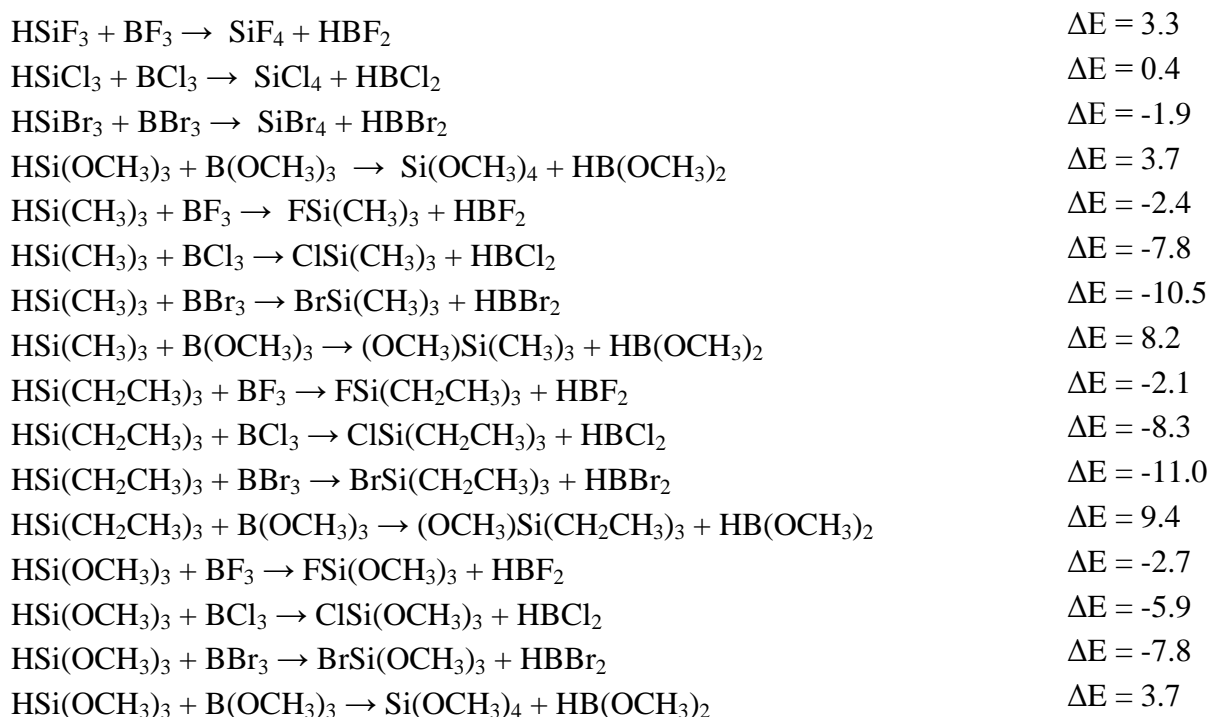 HSiF₃ + BF₃ → SiF₄ + HBF₂ ΔE = 3.3
HSiCl₃ + BCl₃ → SiCl₄ + HBCl₂ ΔE = 0.4
HSiBr₃ + BBr₃ → SiBr₄ + HBBr₂ ΔE = -1.9
HSi(OCH₃)₃ + B(OCH₃)₃ → Si(OCH₃)₄ + HB(OCH₃)₂ ΔE = 3.7
HSi(CH₃)₃ + BF₃ → FSi(CH₃)₃ + HBF₂ ΔE = -2.4
HSi(CH₃)₃ + BCl₃ → ClSi(CH₃)₃ + HBCl₂ ΔE = -7.8
HSi(CH₃)₃ + BBr₃ → BrSi(CH₃)₃ + HBBr₂ ΔE = -10.5
HSi(CH₃)₃ + B(OCH₃)₃ → (OCH₃)Si(CH₃)₃ + HB(OCH₃)₂ ΔE = 8.2
HSi(CH₂CH₃)₃ + BF₃ → FSi(CH₂CH₃)₃ + HBF₂ ΔE = -2.1
HSi(CH₂CH₃)₃ + BCl₃ → ClSi(CH₂CH₃)₃ + HBCl₂ ΔE = -8.3
HSi(CH₂CH₃)₃ + BBr₃ → BrSi(CH₂CH₃)₃ + HBBr₂ ΔE = -11.0
HSi(CH₂CH₃)₃ + B(OCH₃)₃ → (OCH₃)Si(CH₂CH₃)₃ + HB(OCH₃)₂ ΔE = 9.4
HSi(OCH₃)₃ + BF₃ → FSi(OCH₃)₃ + HBF₂ ΔE = -2.7
HSi(OCH₃)₃ + BCl₃ → ClSi(OCH₃)₃ + HBCl₂ ΔE = -5.9
HSi(OCH₃)₃ + BBr₃ → BrSi(OCH₃)₃ + HBBr₂ ΔE = -7.8
HSi(OCH₃)₃ + B(OCH₃)₃ → Si(OCH₃)₄ + HB(OCH₃)₂ ΔE = 3.7